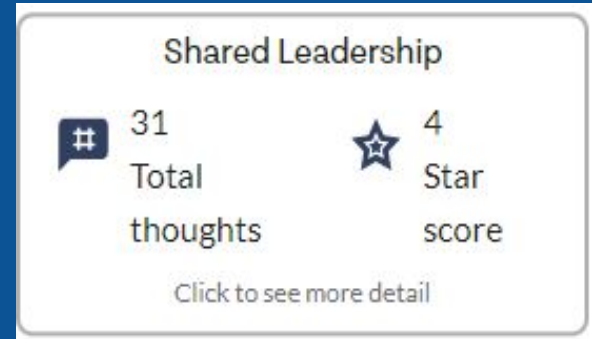 Shared Leadership
#
31
Total
thoughts
4
Star
score
Click to see more detail